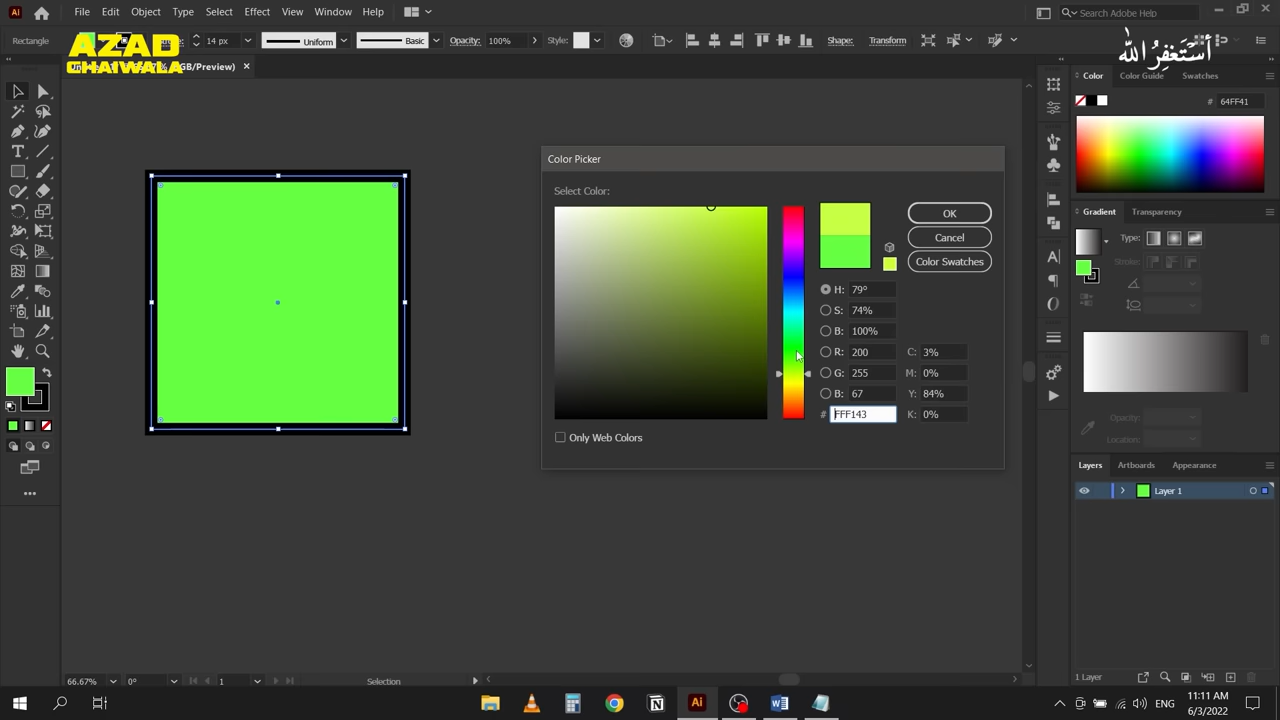 Ai File Edit Object Type Select Effect View Window Help Search Adobe Help
Rectangle 14 px Uniform Basic Opacity: 100% Shape: Transform
AZAD
CHAIWALA
GB/Preview)
أستغفر الله
Color Color Guide Swatches
# 64FF41
Color Picker
Select Color:
OK
Cancel
Color Swatches
H: 79°
S: 74%
B: 100%
R: 200 C: 3%
G: 255 M: 0%
B: 67 Y: 84%
# FFF143 K: 0%
Only Web Colors
Gradient Transparency
Type:
Stroke:
Opacity:
Location:
Layers Artboards Appearance
Layer 1
1 Layer
66.67% 0° 1 Selection
Ai ENG 11:11 AM
6/3/2022